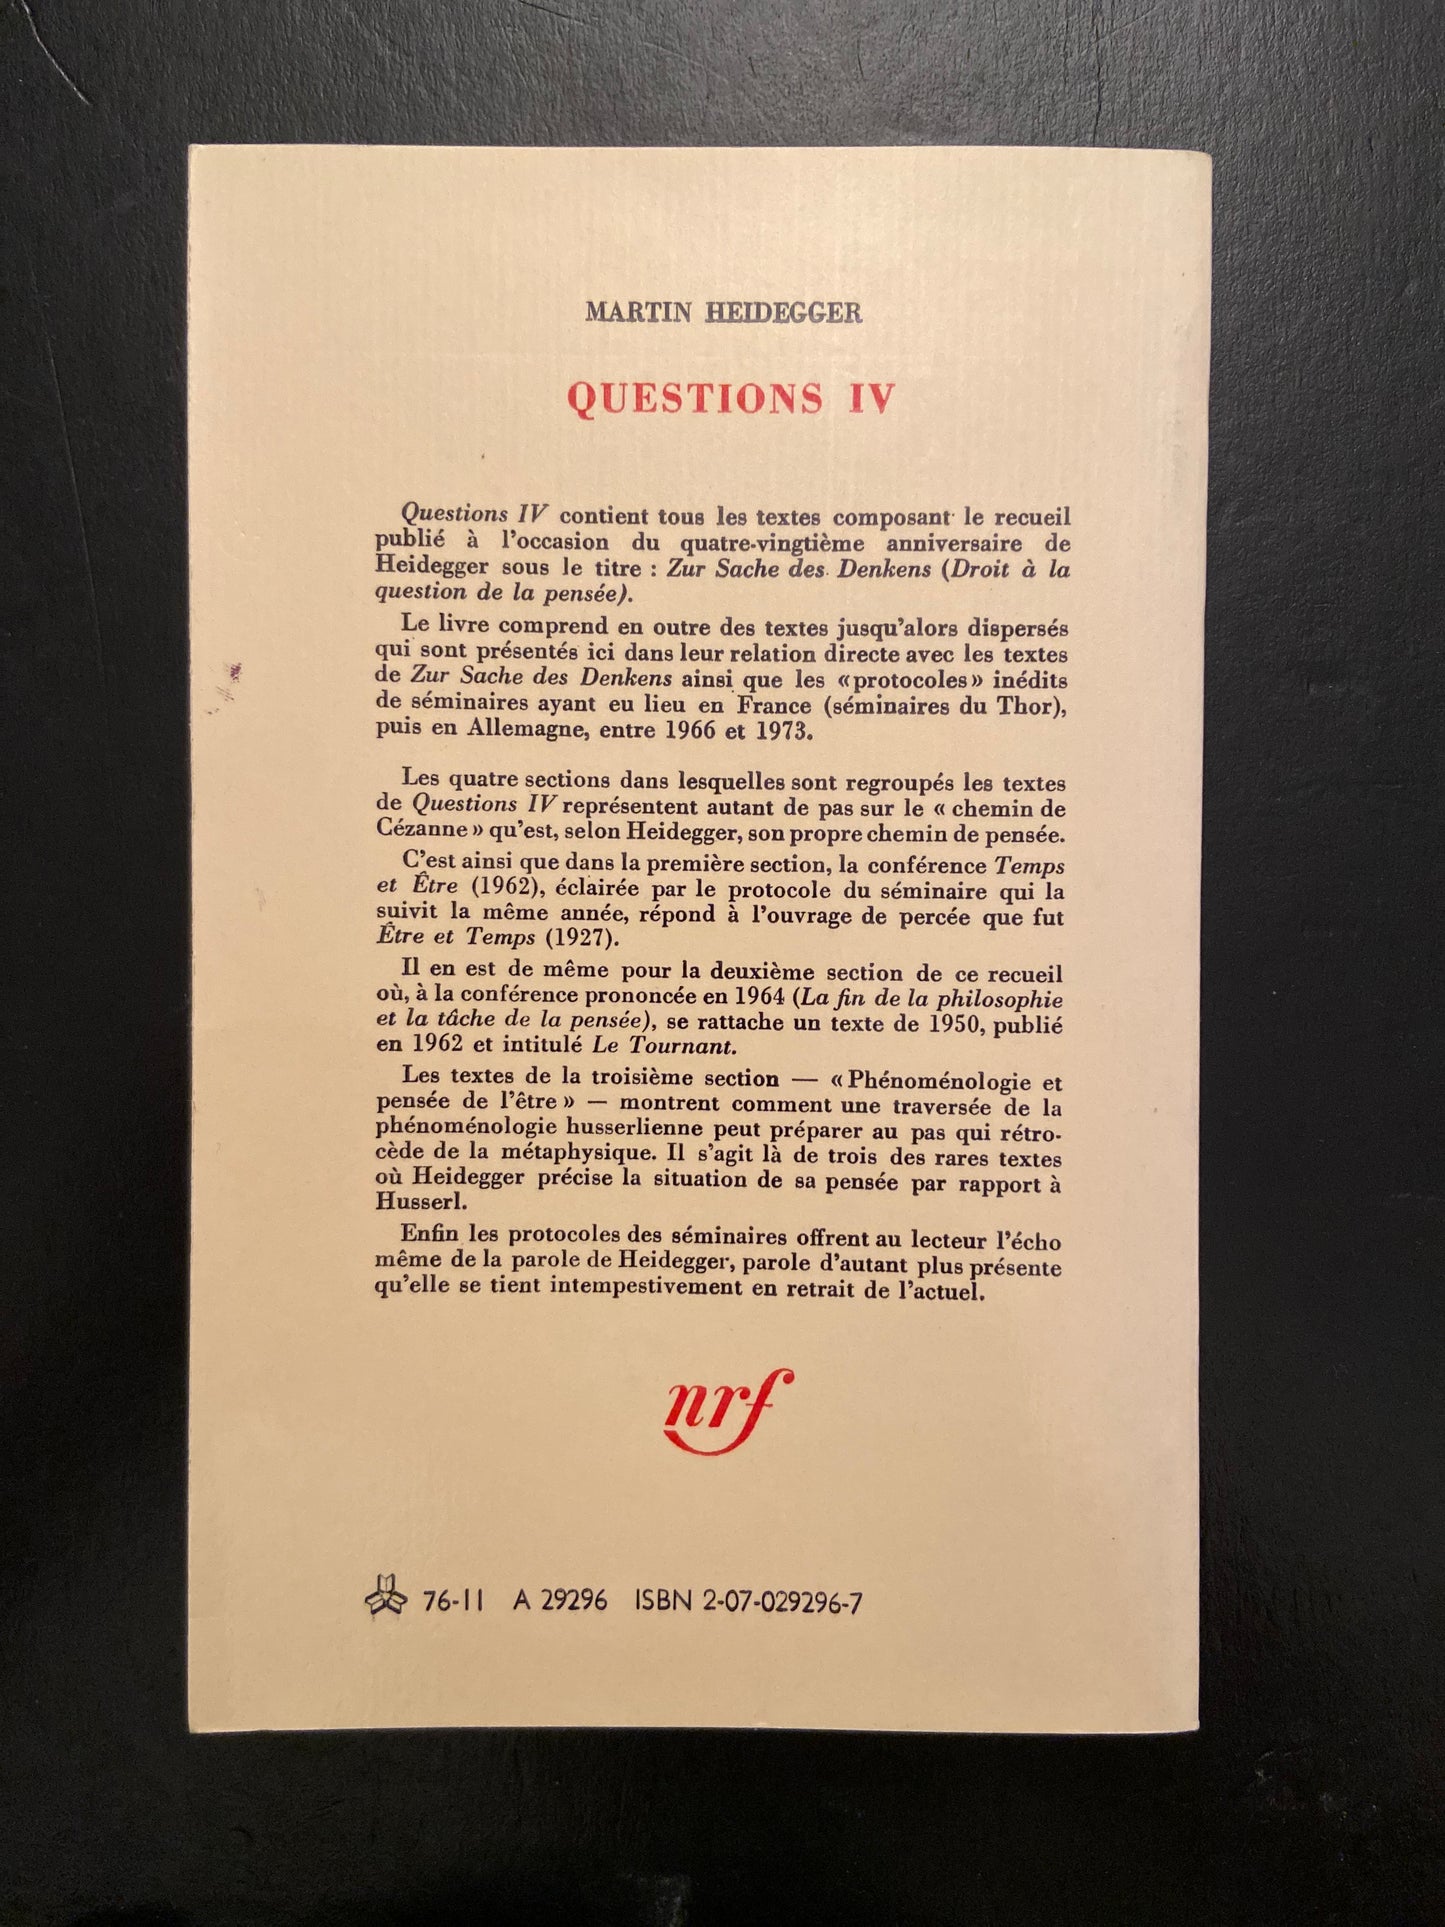 MARTIN HEIDEGGER
QUESTIONS IV
Questions IV contient tous les textes composant le recueil
publié à l'occasion du quatre-vingtième anniversaire de
Heidegger sous le titre : Zur Sache des Denkens (Droit à la
question de la pensée).
Le livre comprend en outre des textes jusqu'alors dispersés
qui sont présentés ici dans leur relation directe avec les textes
de Zur Sache des Denkens ainsi que les «protocoles» inédits
de séminaires ayant eu lieu en France (séminaires du Thor),
puis en Allemagne, entre 1966 et 1973.
Les quatre sections dans lesquelles sont regroupés les textes
de Questions IV représentent autant de pas sur le « chemin de
Cézanne » qu'est, selon Heidegger, son propre chemin de pensée.
C'est ainsi que dans la première section, la conférence Temps
et Être (1962), éclairée par le protocole du séminaire qui la
suivit la même année, répond à l'ouvrage de percée que fut
Être et Temps (1927).
Il en est de même pour la deuxième section de ce recueil
où, à la conférence prononcée en 1964 (La fin de la philosophie
et la tâche de la pensée), se rattache un texte de 1950, publié
en 1962 et intitulé Le Tournant.
Les textes de la troisième section — « Phénoménologie et
pensée de l'être » — montrent comment une traversée de la
phénoménologie husserlienne peut préparer au pas qui rétro-
cède de la métaphysique. Il s'agit là de trois des rares textes
où Heidegger précise la situation de sa pensée par rapport à
Husserl.
Enfin les protocoles des séminaires offrent au lecteur l'écho
même de la parole de Heidegger, parole d'autant plus présente
qu'elle se tient intempestivement en retrait de l'actuel.
nrf
76-11 A 29296 ISBN 2-07-029296-7